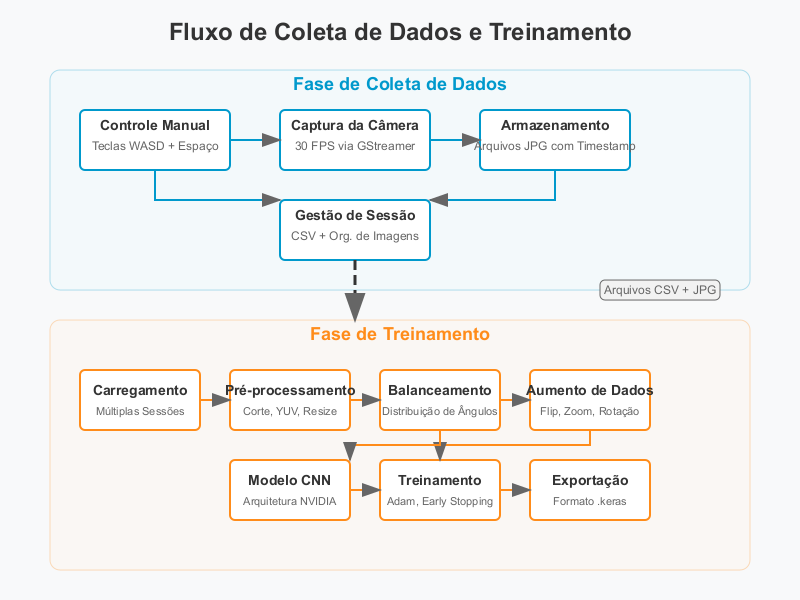 Fluxo de Coleta de Dados e Treinamento
Fase de Coleta de Dados
Controle Manual
Teclas WASD + Espaço
Captura da Câmera
30 FPS via GStreamer
Armazenamento
Arquivos JPG com Timestamp
Gestão de Sessão
CSV + Org. de Imagens
Arquivos CSV + JPG
Fase de Treinamento
Carregamento
Múltiplas Sessões
Pré-processamento
Corte, YUV, Resize
Balanceamento
Distribuição de Ângulos
Aumento de Dados
Flip, Zoom, Rotação
Modelo CNN
Arquitetura NVIDIA
Treinamento
Adam, Early Stopping
Exportação
Formato .keras